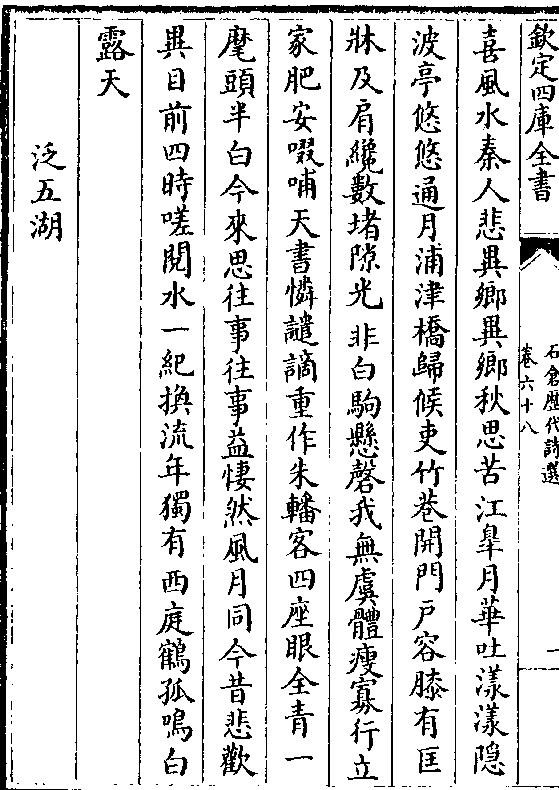 欽定四庫全書
石倉歷代詩選
卷六十八
一
喜風水秦人悲異鄉異鄉秋思苦江臯月華吐漾漾隱
波亭悠悠通月浦津橋歸候吏竹巷開門戶容膝有匡
牀及肩纔數堵隙光非白駒懸磬我無虞體瘦寡行立
家肥安啜哺天書憐譴謫重作朱轓客四座眼全青一
麾頭半白今來思往事往事益悽然風月同今昔悲歡
異目前四時嗟閱水一紀換流年獨有西庭鶴孤鳴白
露天
泛五湖